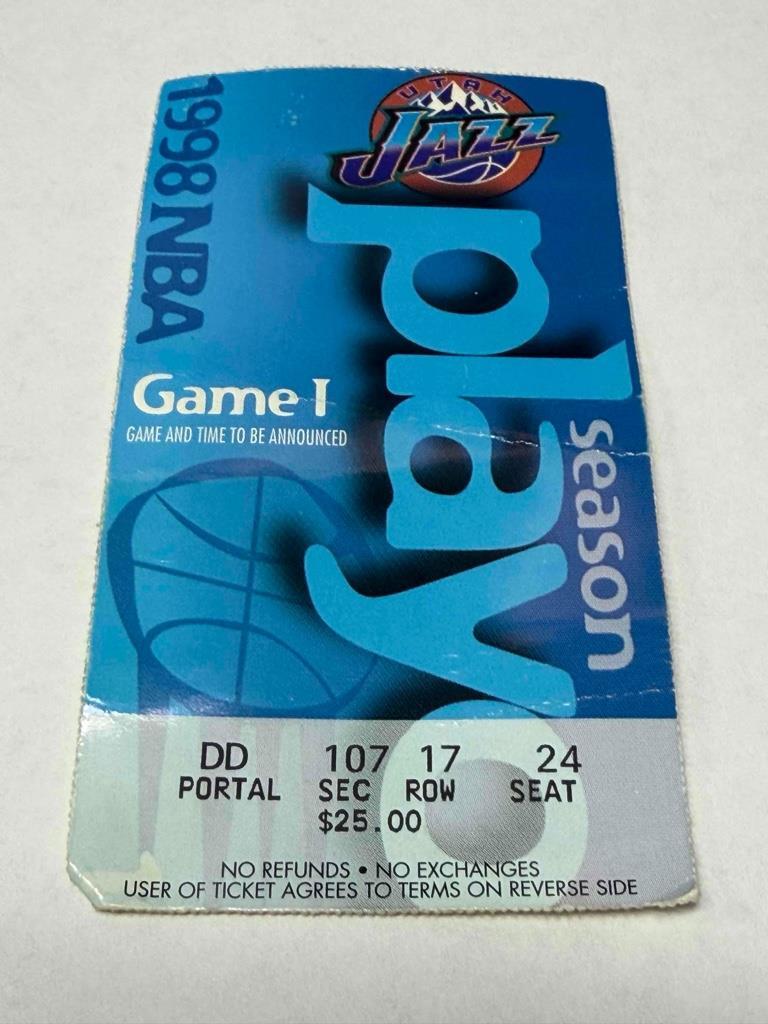 UTAH
JAZZ
1998 NBA
playo
season
Game 1
GAME AND TIME TO BE ANNOUNCED
DD 107 17 24
PORTAL SEC ROW SEAT
$25.00
NO REFUNDS • NO EXCHANGES
USER OF TICKET AGREES TO TERMS ON REVERSE SIDE